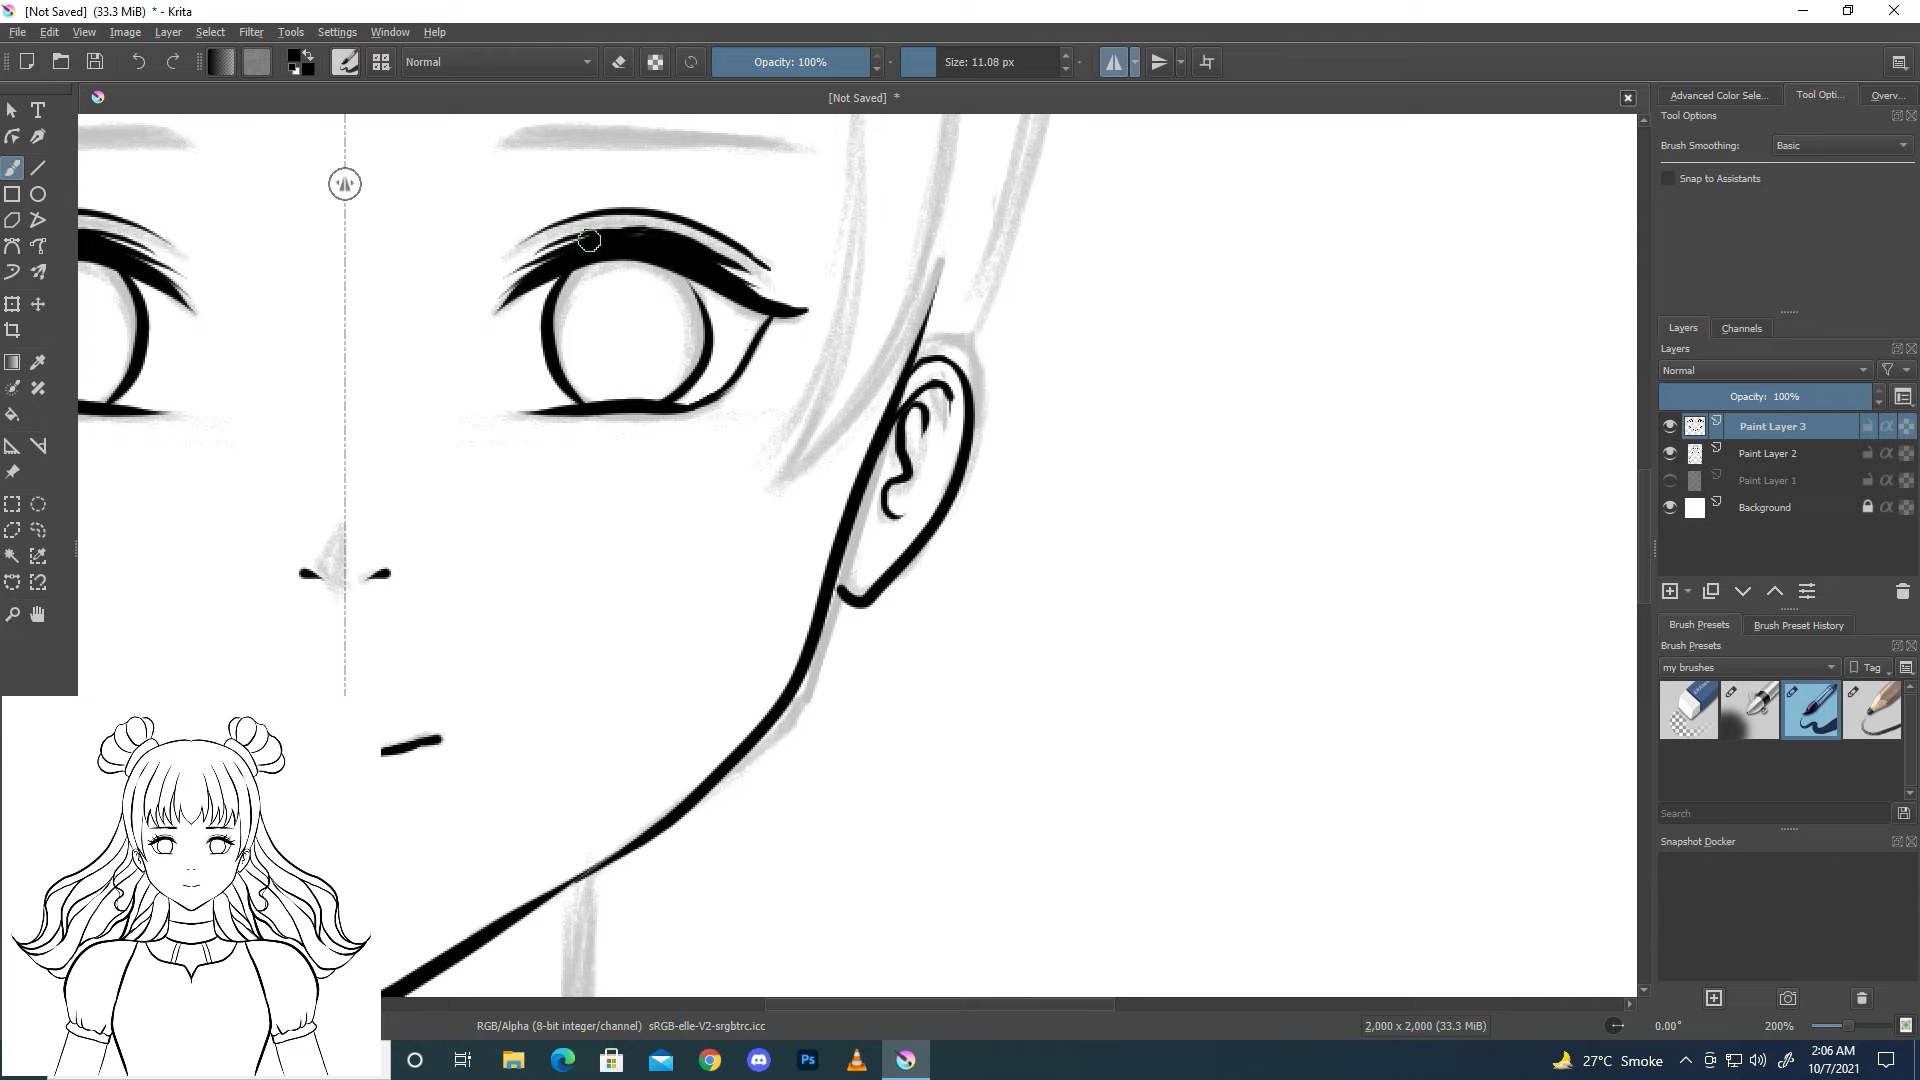 [Not Saved] (33.3 MiB) * - Krita
File Edit View Image Layer Select Filter Tools Settings Window Help
Normal
Opacity: 100%
Size: 11.08 px
[Not Saved] *
Advanced Color Sele... Tool Opti... Overv...
Tool Options
Brush Smoothing: Basic
Snap to Assistants
Layers Channels
Layers
Normal
Opacity: 100%
Paint Layer 3
Paint Layer 2
Paint Layer 1
Background
Brush Presets Brush Preset History
Brush Presets
my brushes Tag
Search
Snapshot Docker
RGB/Alpha (8-bit integer/channel) sRGB-elle-V2-srgbtrc.icc
2,000 x 2,000 (33.3 MiB)
0.00°
200%
Ps
27°C Smoke
2:06 AM
10/7/2021